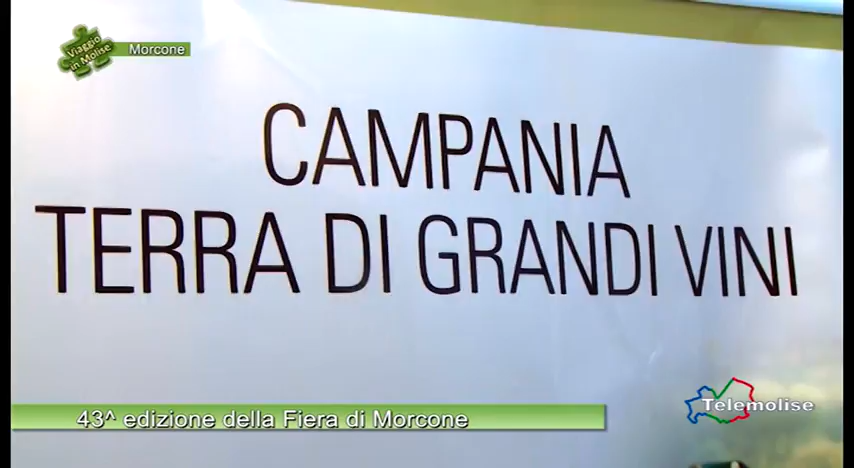 Viaggio
in Molise
Morcone
CAMPANIA
TERRA DI GRANDI VINI
43^ edizione della Fiera di Morcone
Telemolise